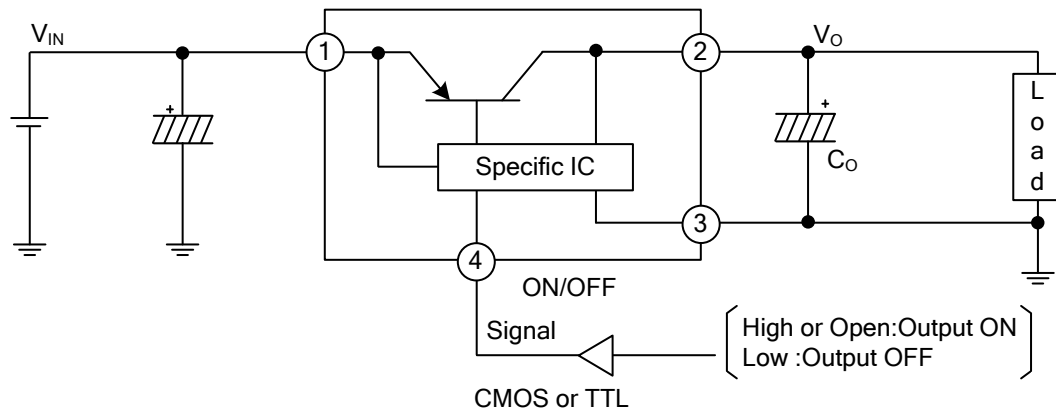 V_IN
1
2
V_O
+
+
L
o
a
d
Specific IC
C_O
3
4
ON/OFF
Signal
High or Open:Output ON
Low :Output OFF
CMOS or TTL